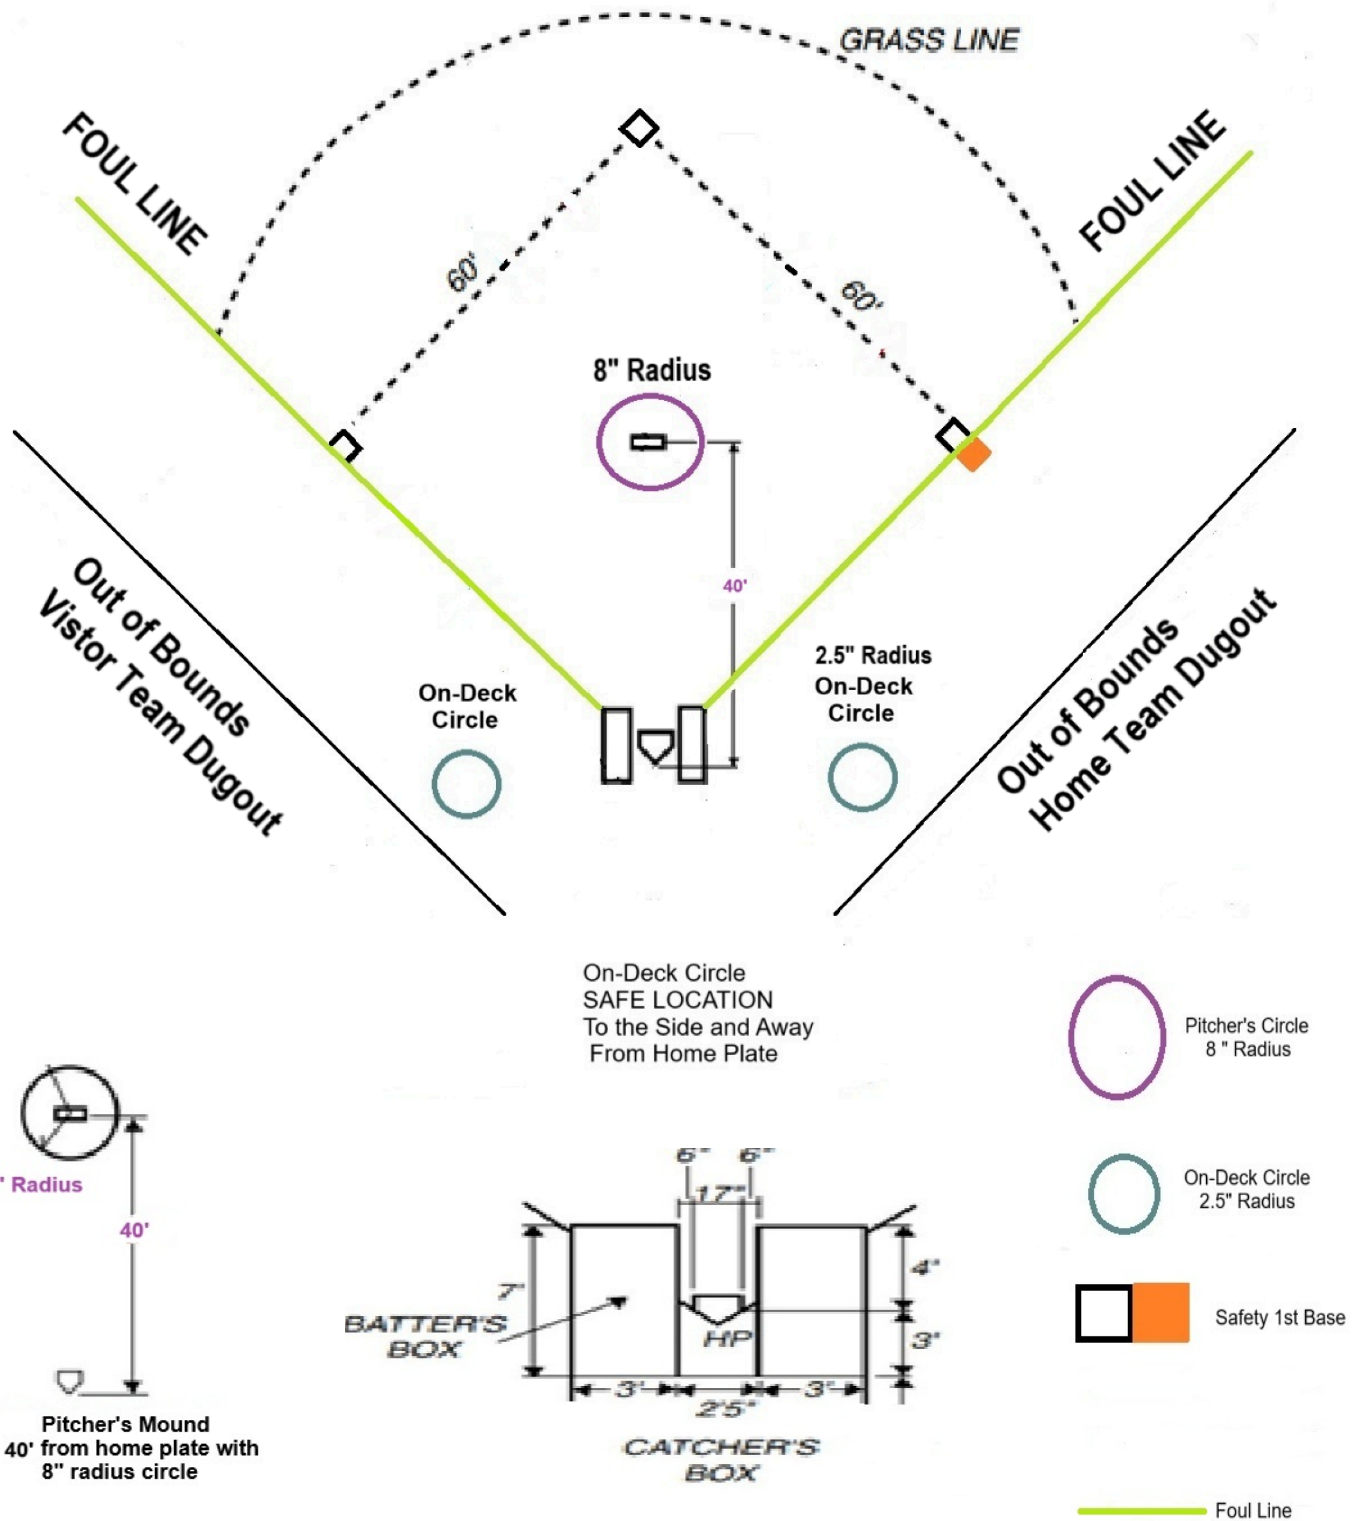 GRASS LINE
FOUL LINE
FOUL LINE
60'
60'
8" Radius
40'
Out of Bounds
Vistor Team Dugout
On-Deck
Circle
2.5" Radius
On-Deck
Circle
Out of Bounds
Home Team Dugout
On-Deck Circle
SAFE LOCATION
To the Side and Away
From Home Plate
Pitcher's Circle
8 " Radius
On-Deck Circle
2.5" Radius
Safety 1st Base
Foul Line
" Radius
40'
Pitcher's Mound
40' from home plate with
8" radius circle
6" 6"
17"
7'
4'
BATTER'S
BOX
HP
3'
3' 3'
2'5"
CATCHER'S
BOX